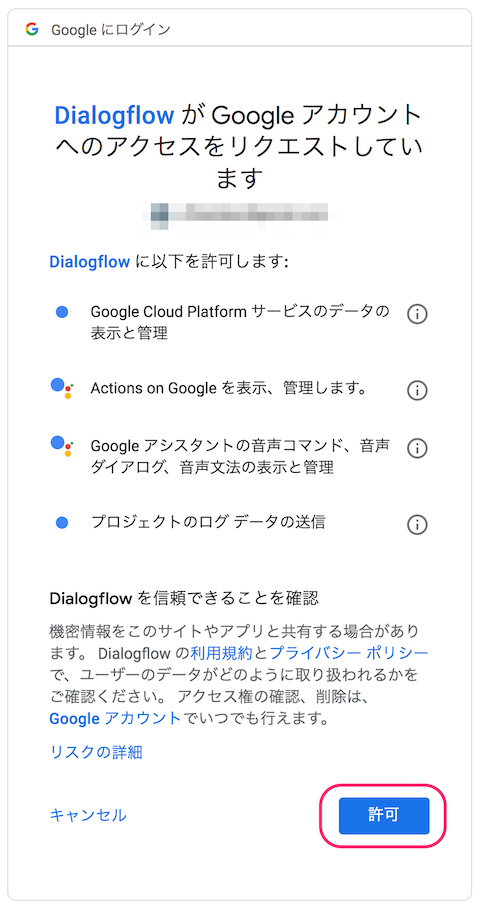 Google にログイン
Dialogflow が Google アカウント
へのアクセスをリクエストしてい
ます
Dialogflow に以下を許可します:
Google Cloud Platform サービスのデータの
表示と管理
Actions on Google を表示、管理します。
Google アシスタントの音声コマンド、音声
ダイアログ、音声文法の表示と管理
プロジェクトのログ データの送信
Dialogflow を信頼できることを確認
機密情報をこのサイトやアプリと共有する場合があり
ます。 Dialogflow の利用規約とプライバシー ポリシー
で、ユーザーのデータがどのように取り扱われるかを
ご確認ください。 アクセス権の確認、削除は、
Google アカウントでいつでも行えます。
リスクの詳細
キャンセル
許可